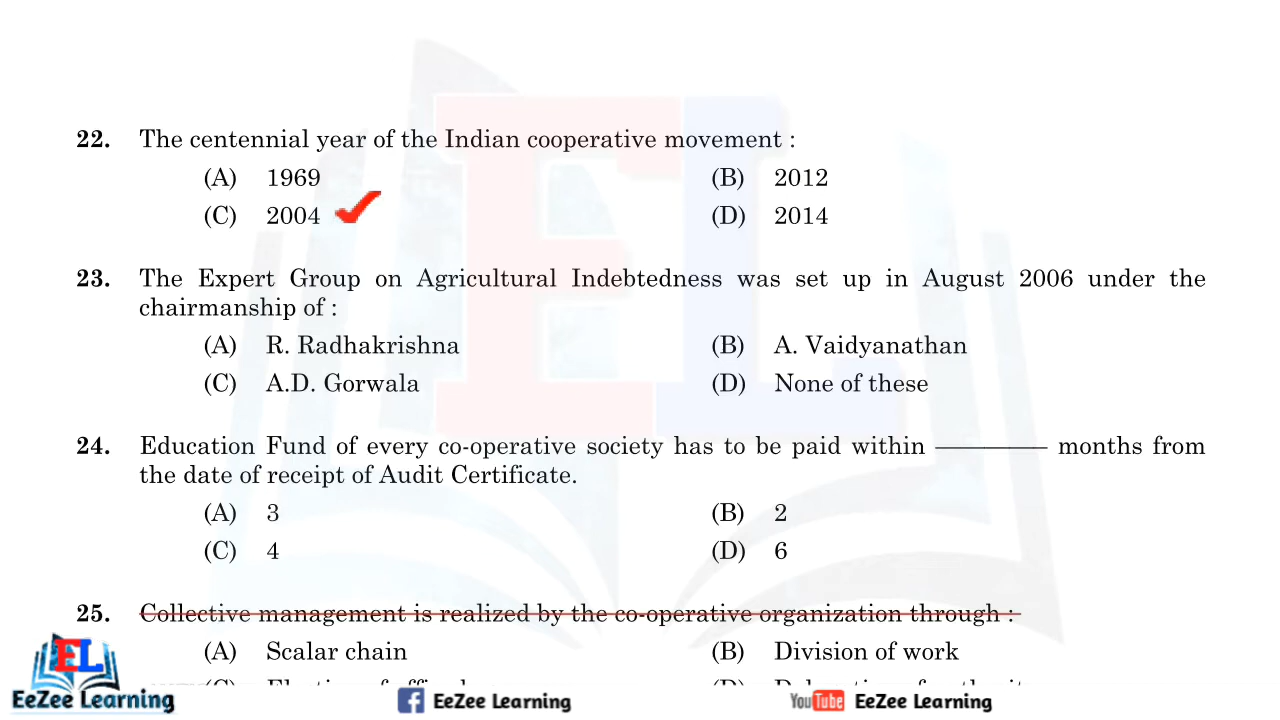 22. The centennial year of the Indian cooperative movement :
(A) 1969 (B) 2012
(C) 2004 (D) 2014
23. The Expert Group on Agricultural Indebtedness was set up in August 2006 under the
chairmanship of :
(A) R. Radhakrishna (B) A. Vaidyanathan
(C) A.D. Gorwala (D) None of these
24. Education Fund of every co-operative society has to be paid within ———— months from
the date of receipt of Audit Certificate.
(A) 3 (B) 2
(C) 4 (D) 6
25. Collective management is realized by the co-operative organization through :
(A) Scalar chain (B) Division of work
EL
EL
EeZee Learning
EeZee Learning
YouTube EeZee Learning